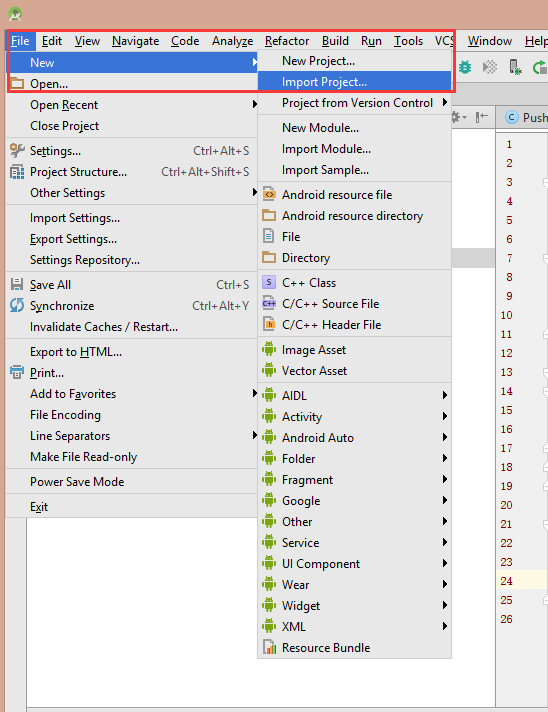 File Edit View Navigate Code Analyze Refactor Build Run Tools VCS Window Help
New
Open...
Open Recent
Close Project
Settings... Ctrl+Alt+S
Project Structure... Ctrl+Alt+Shift+S
Other Settings
Import Settings...
Export Settings...
Settings Repository...
Save All Ctrl+S
Synchronize Ctrl+Alt+Y
Invalidate Caches / Restart...
Export to HTML...
Print...
Add to Favorites
File Encoding
Line Separators
Make File Read-only
Power Save Mode
Exit
New Project...
Import Project...
Project from Version Control
New Module...
Import Module...
Import Sample...
Android resource file
Android resource directory
File
Directory
S C++ Class
C++ C/C++ Source File
h C/C++ Header File
Image Asset
Vector Asset
AIDL
Activity
Android Auto
Folder
Fragment
Google
Other
Service
UI Component
Wear
Widget
XML
Resource Bundle
C Push
1
2
3
4
5
6
7
8
9
10
11
12
13
14
15
16
17
18
19
20
21
22
23
24
25
26